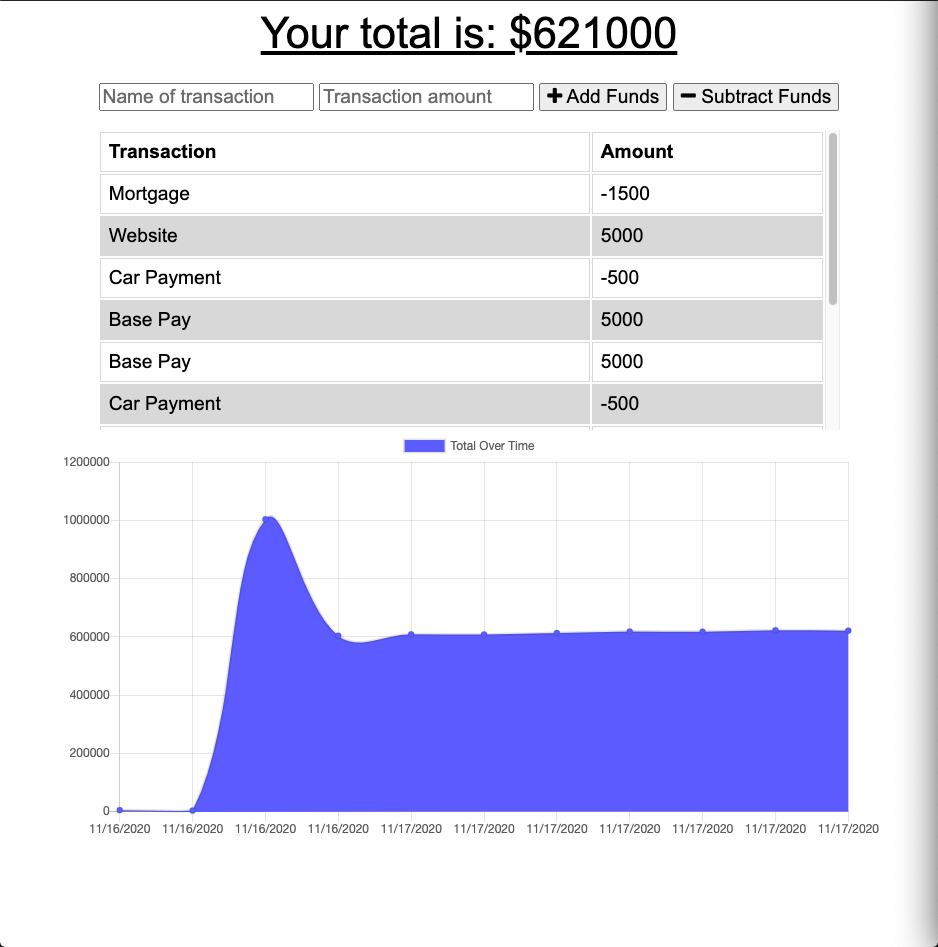 Your total is: $621000
Name of transaction Transaction amount Add Funds Subtract Funds
Transaction Amount
Mortgage -1500
Website 5000
Car Payment -500
Base Pay 5000
Base Pay 5000
Car Payment -500
Total Over Time
1200000
1000000
800000
600000
400000
200000
0
11/16/2020 11/16/2020 11/16/2020 11/16/2020 11/17/2020 11/17/2020 11/17/2020 11/17/2020 11/17/2020 11/17/2020 11/17/2020